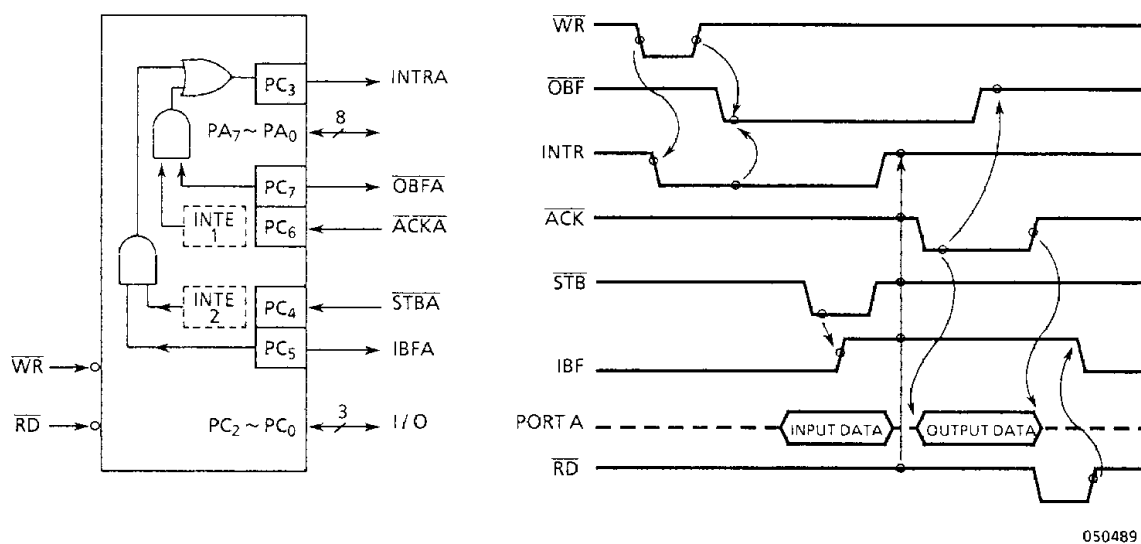 PC₃ INTRA
PA₇ ~ PA₀ 8
PC₇ OBFA
INTE 1
PC₆ ACKA
INTE 2
PC₄ STBA
PC₅ IBFA
WR
RD
PC₂ ~ PC₀ 3 I/O
WR
OBF
INTR
ACK
STB
IBF
PORT A INPUT DATA OUTPUT DATA
RD
050489